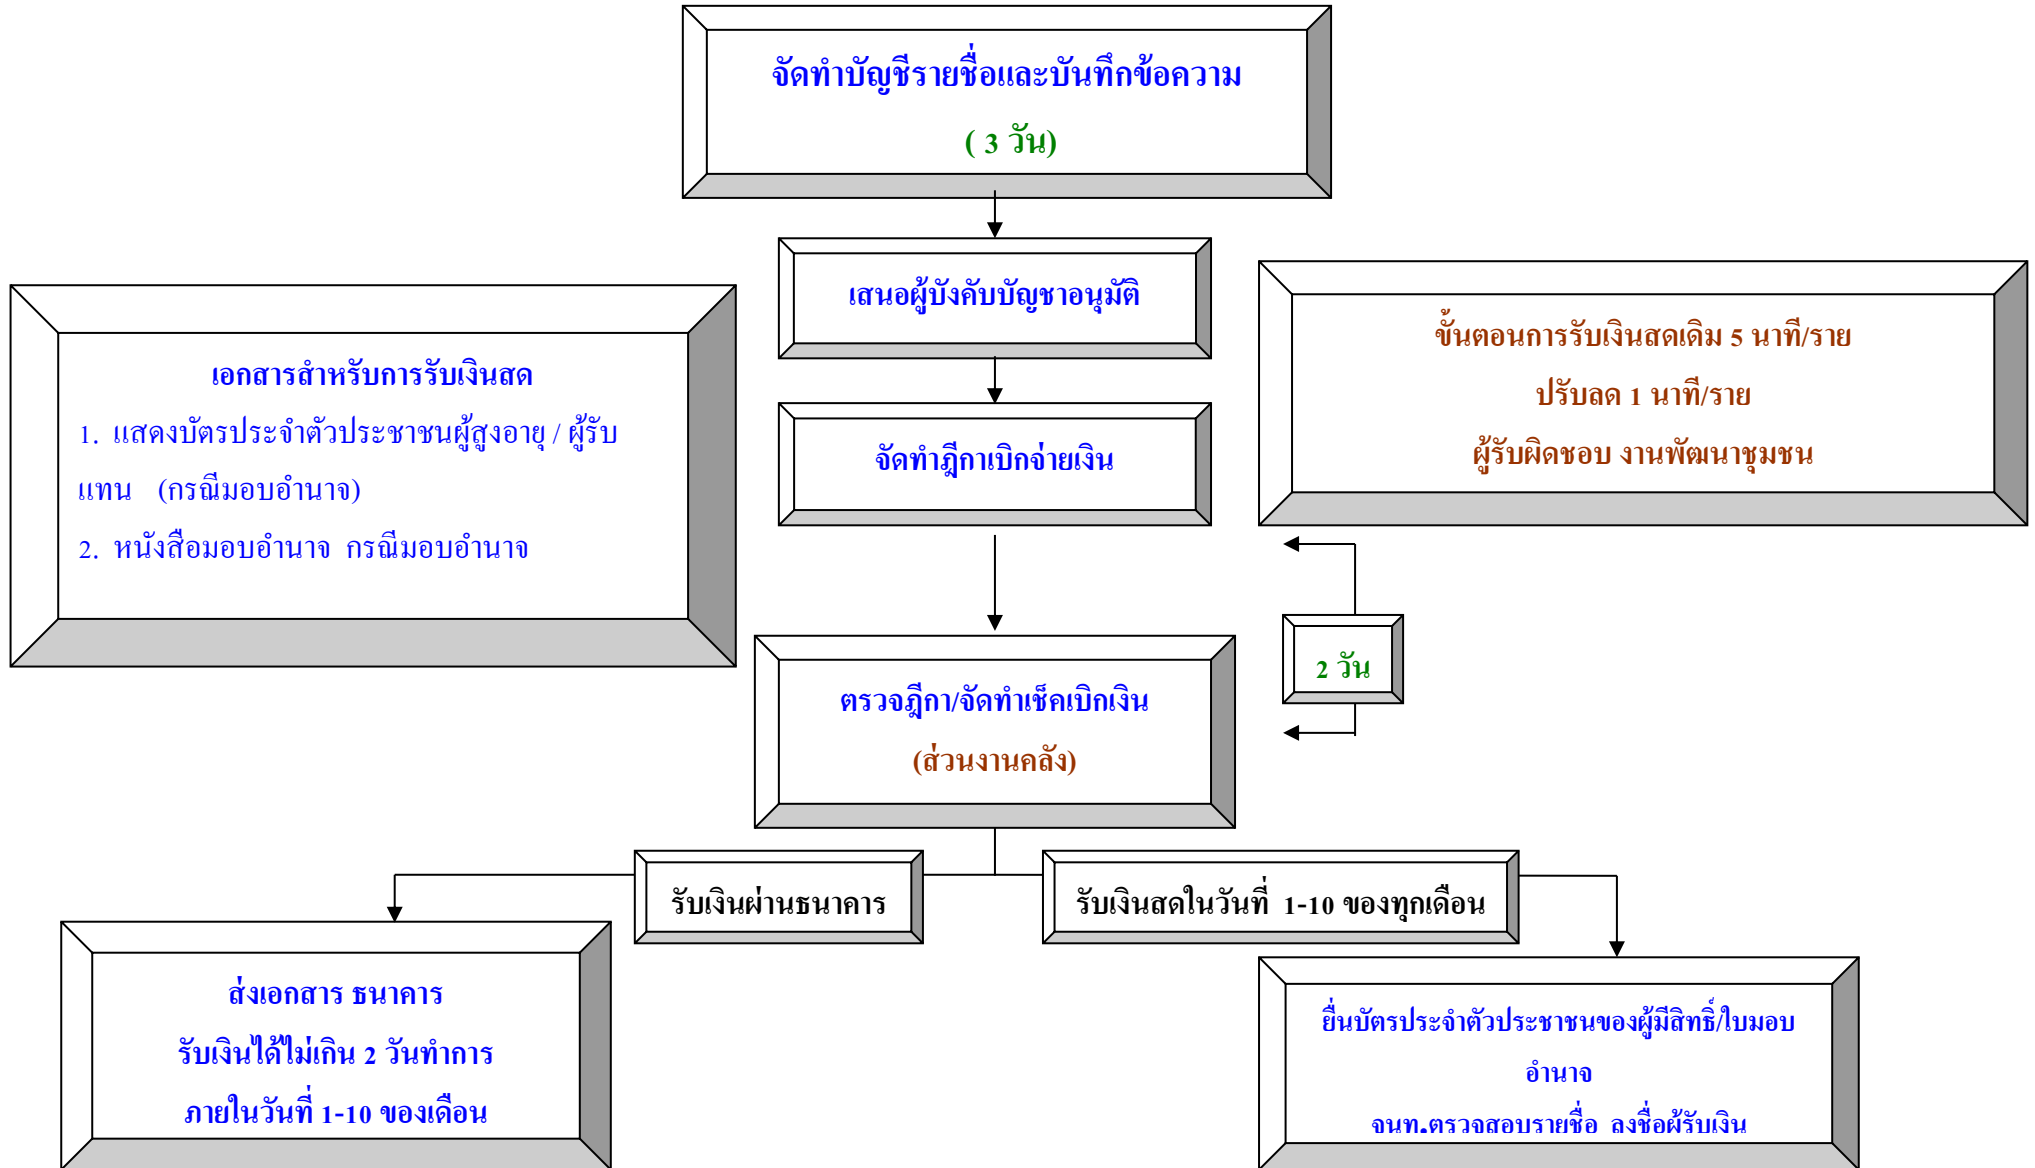 จัดทำบัญชีรายชื่อและบันทึกข้อความ
( 3 วัน)
เสนอผู้บังคับบัญชาอนุมัติ
เอกสารสำหรับการรับเงินสด
1. แสดงบัตรประจำตัวประชาชนผู้สูงอายุ / ผู้รับ
แทน (กรณีมอบอำนาจ)
2. หนังสือมอบอำนาจ กรณีมอบอำนาจ
ขั้นตอนการรับเงินสดเดิม 5 นาที/ราย
ปรับลด 1 นาที/ราย
ผู้รับผิดชอบ งานพัฒนาชุมชน
จัดทำฎีกาเบิกจ่ายเงิน
2 วัน
ตรวจฎีกา/จัดทำเช็คเบิกเงิน
(ส่วนงานคลัง)
รับเงินผ่านธนาคาร
รับเงินสดในวันที่ 1-10 ของทุกเดือน
ส่งเอกสาร ธนาคาร
รับเงินได้ไม่เกิน 2 วันทำการ
ภายในวันที่ 1-10 ของเดือน
ยื่นบัตรประจำตัวประชาชนของผู้มีสิทธิ์/ใบมอบ
อำนาจ
จนท.ตรวจสอบรายชื่อ ลงชื่อผู้รับเงิน